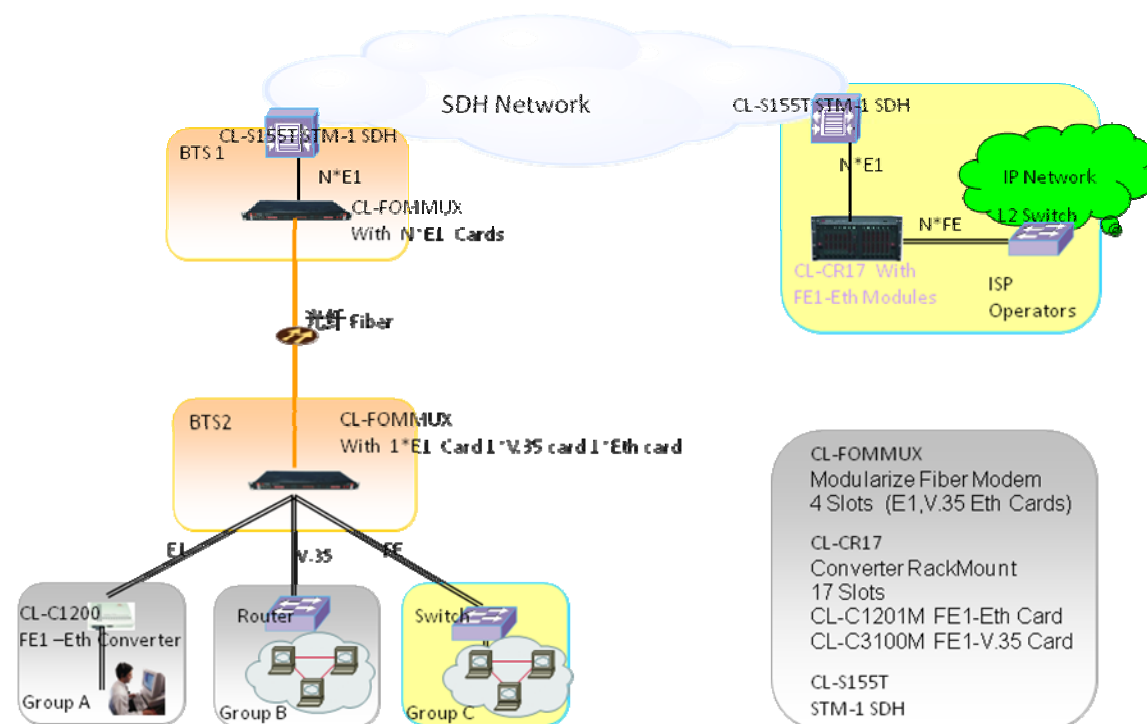 SDH Network
CL-S155T STM-1 SDH
BTS 1
N*E1
CL-FOMMUX
With N*E1 Cards
光纤 Fiber
BTS2
CL-FOMMUX
With 1*E1 Card 1*V.35 card 1*Eth card
E1
V.35
FE
CL-C1200
FE1 –Eth Converter
Group A
Router
Group B
Switch
Group C
CL-S155T STM-1 SDH
N*E1
IP Network
L2 Switch
N*FE
CL-CR17 With
FE1-Eth Modules
ISP
Operators
CL-FOMMUX
Modularize Fiber Modem
4 Slots (E1,V.35 Eth Cards)
CL-CR17
Converter RackMount
17 Slots
CL-C1201M FE1-Eth Card
CL-C3100M FE1-V.35 Card
CL-S155T
STM-1 SDH